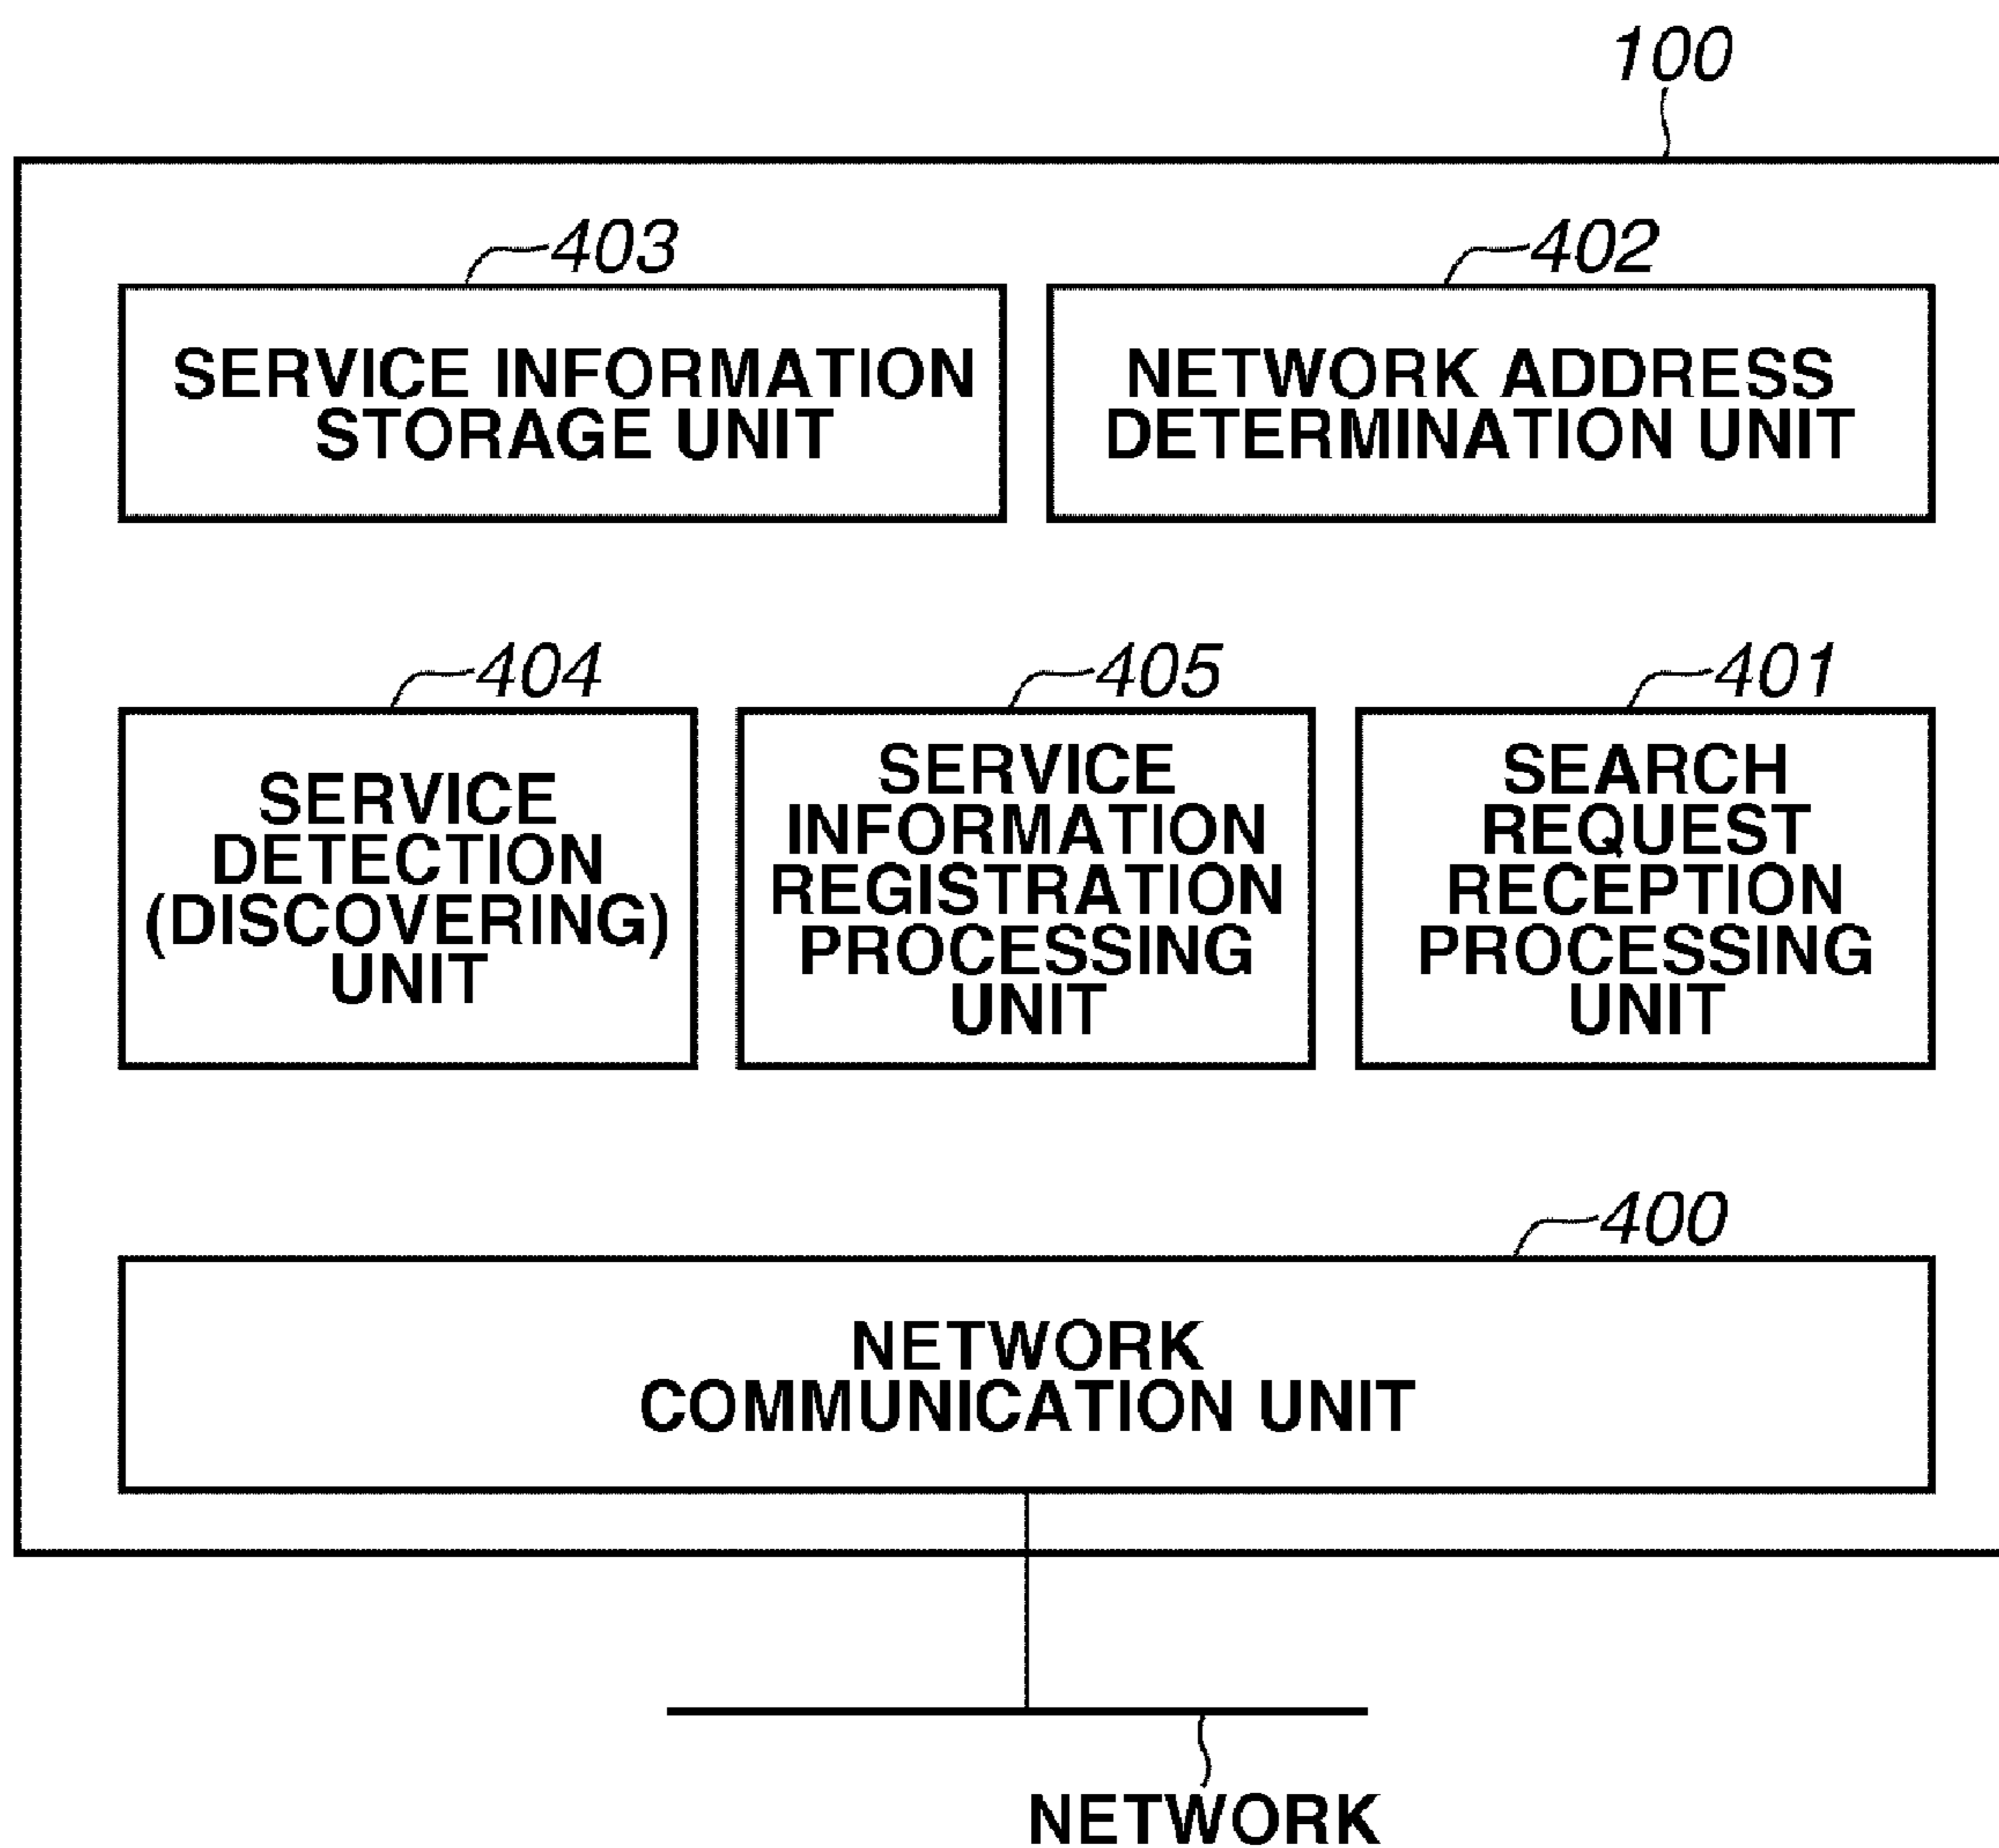 100
403
402
SERVICE INFORMATION
STORAGE UNIT
NETWORK ADDRESS
DETERMINATION UNIT
404
405
401
SERVICE
DETECTION
(DISCOVERING)
UNIT
SERVICE
INFORMATION
REGISTRATION
PROCESSING
UNIT
SEARCH
REQUEST
RECEPTION
PROCESSING
UNIT
400
NETWORK
COMMUNICATION UNIT
NETWORK